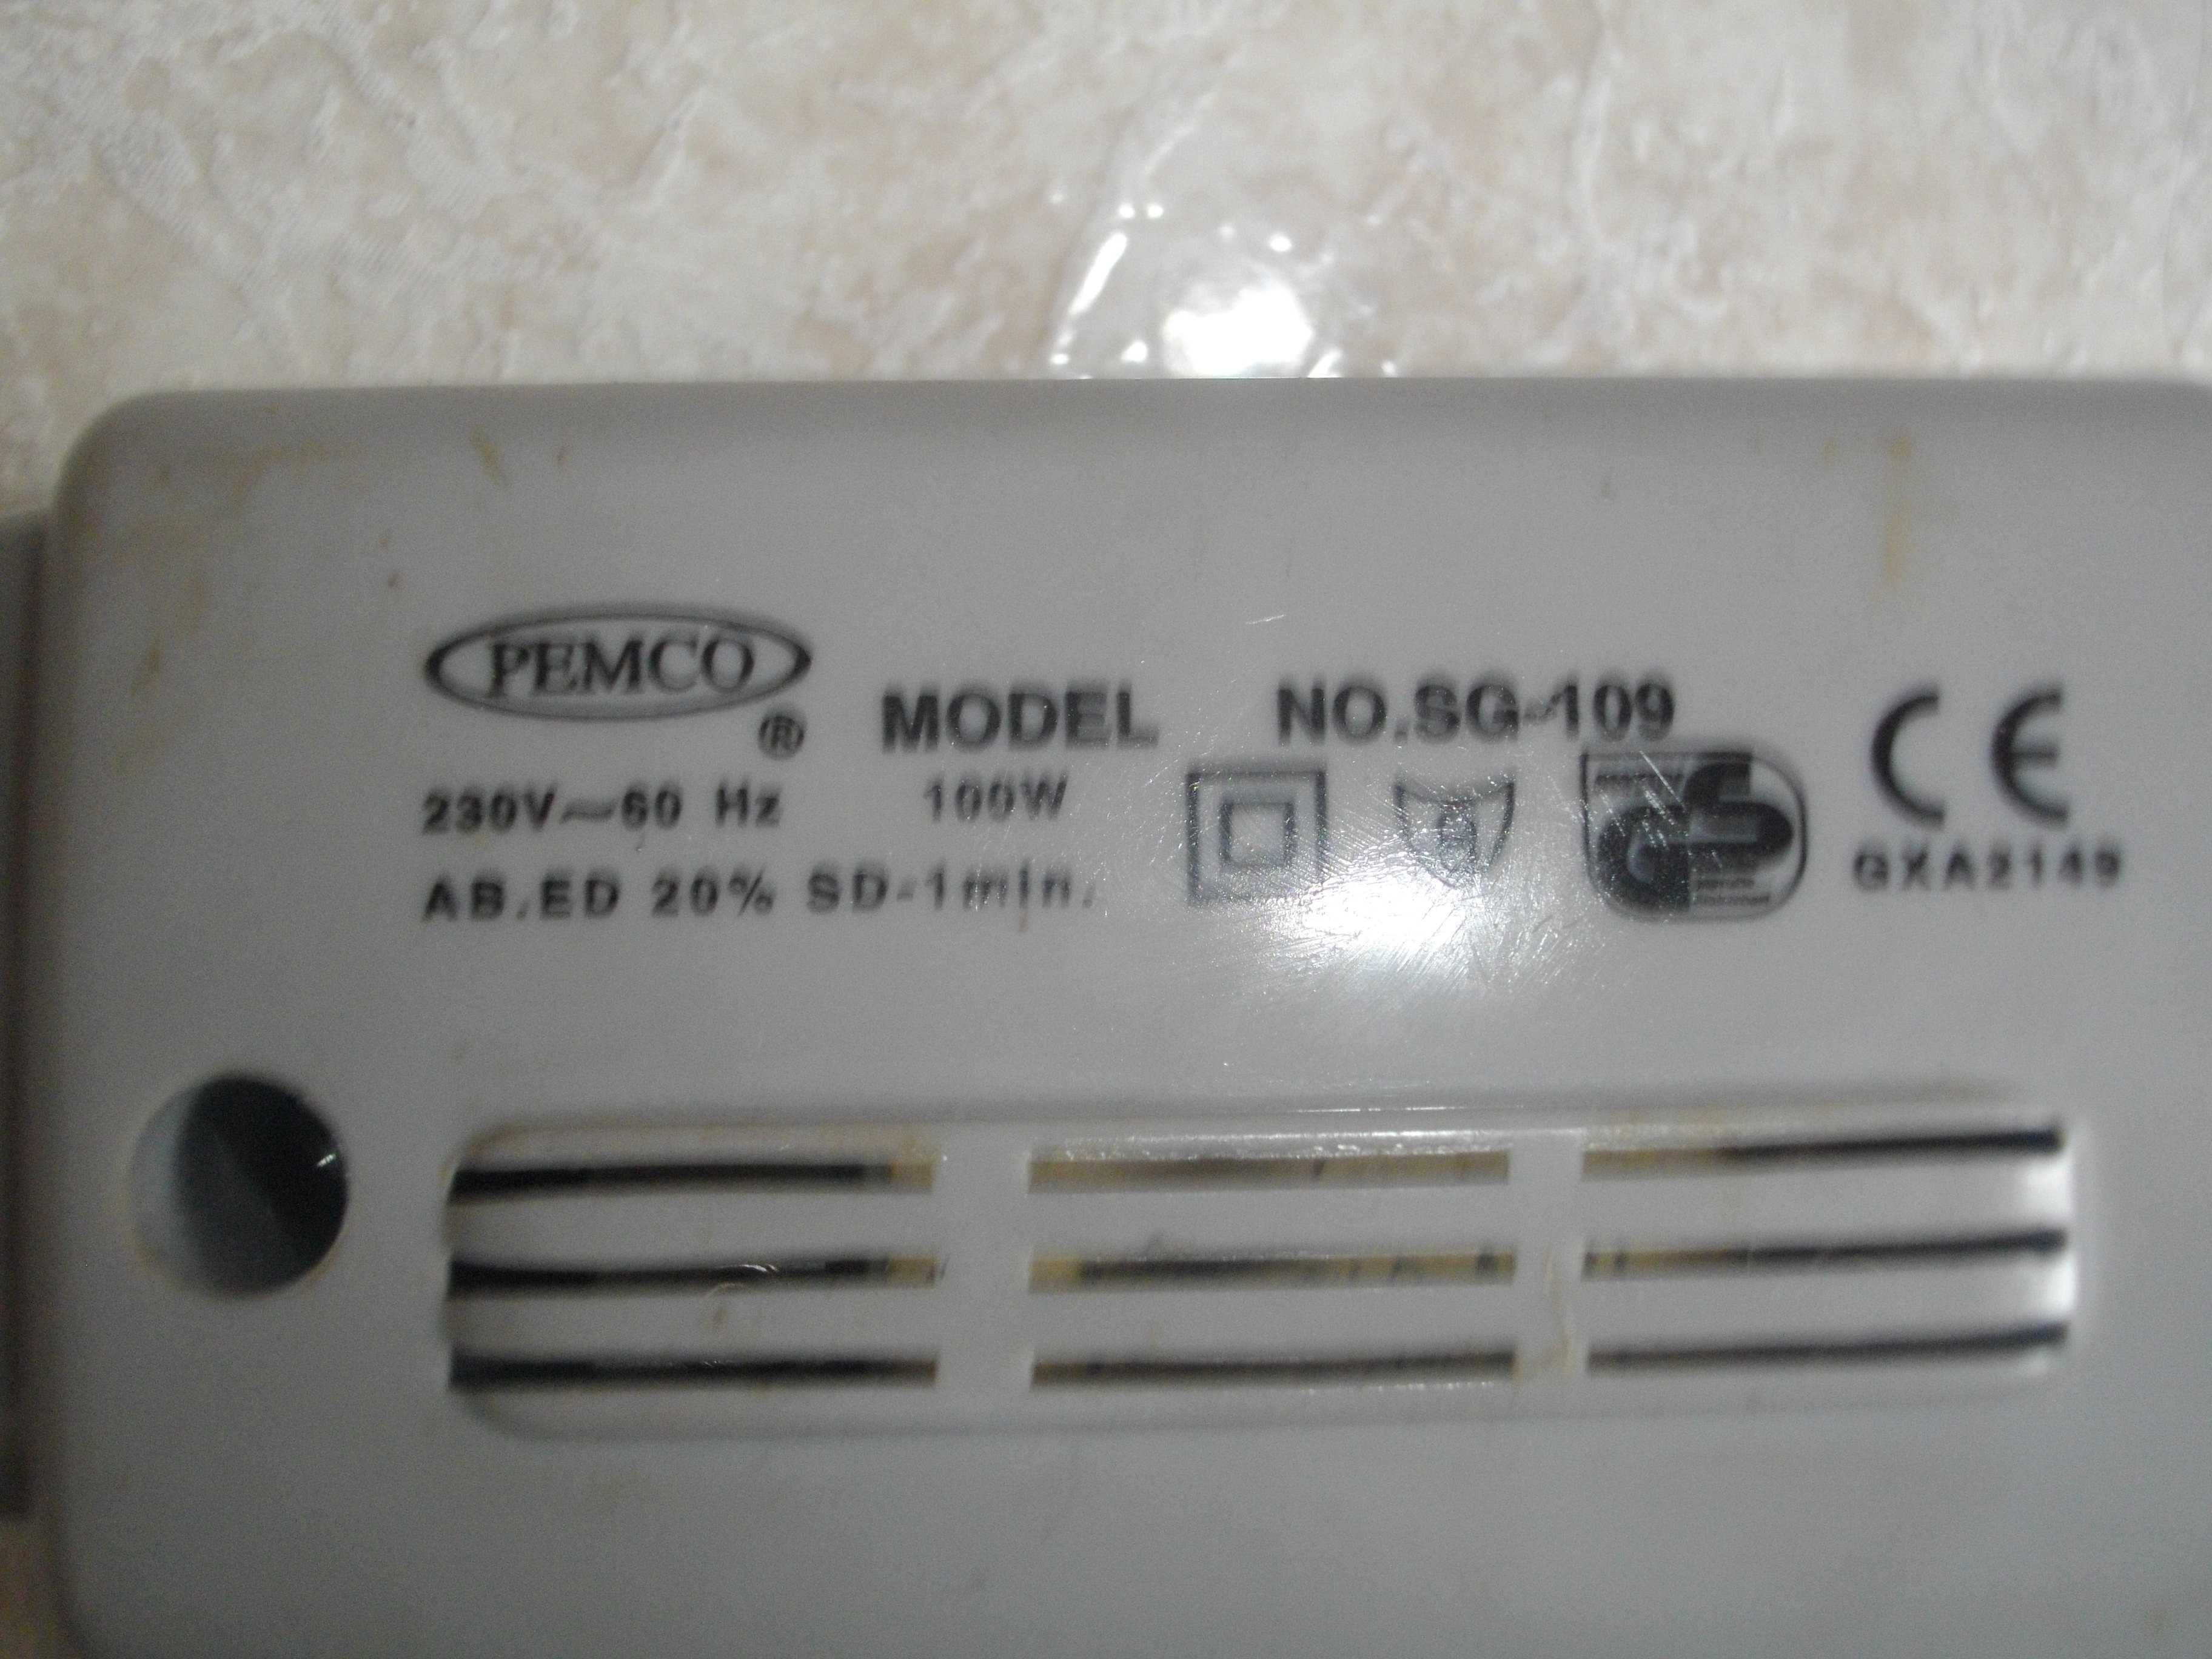 PEMCO
®
MODEL NO.SG-109
230V~60 Hz 100W
AB.ED 20% SD-1min.
CE
GXA2149